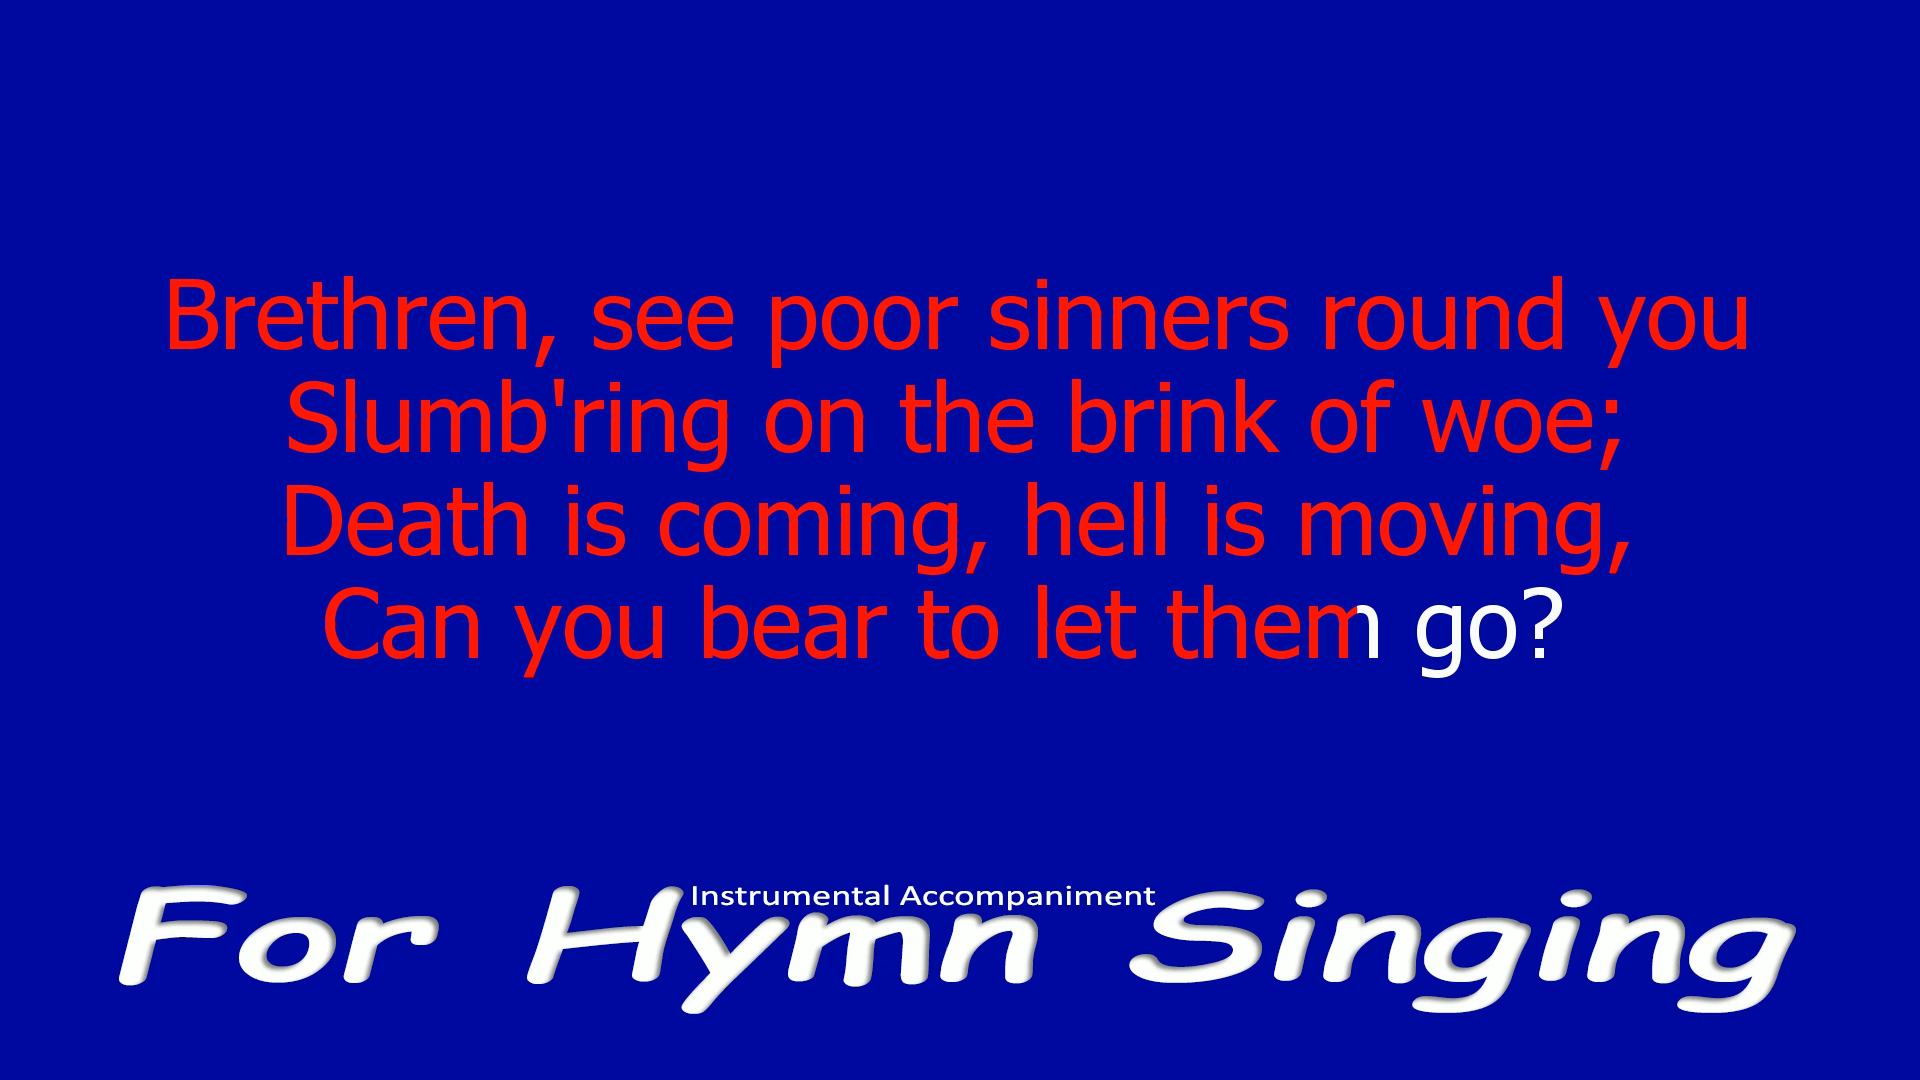 Brethren, see poor sinners round you
Slumb'ring on the brink of woe;
Death is coming, hell is moving,
Can you bear to let them go?
Instrumental Accompaniment
For Hymn Singing